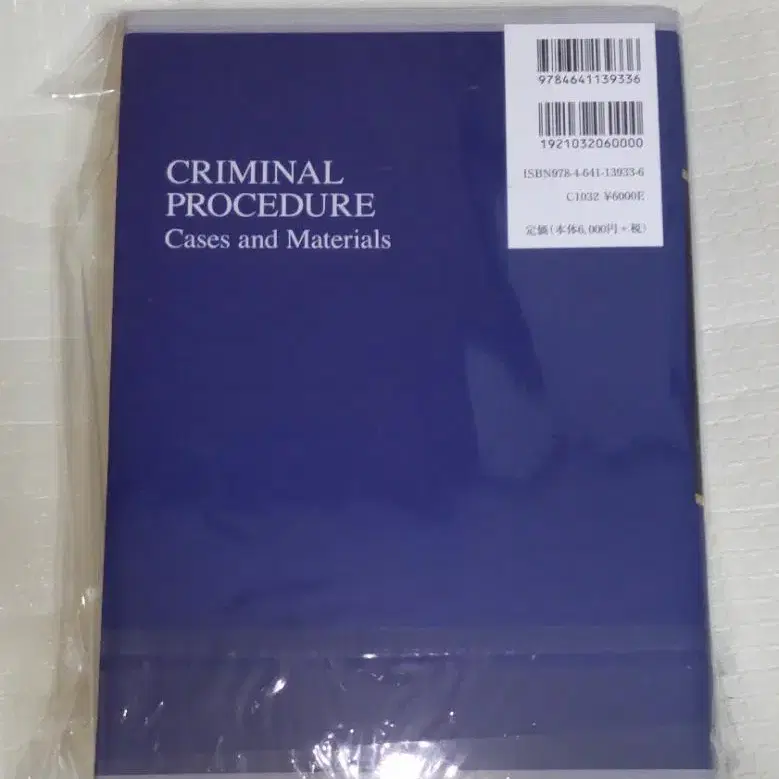 9784641139336
1921032060000
ISBN978-4-641-13933-6
C1032 ¥6000E
定価(本体6,000円+税)
CRIMINAL
PROCEDURE
Cases and Materials